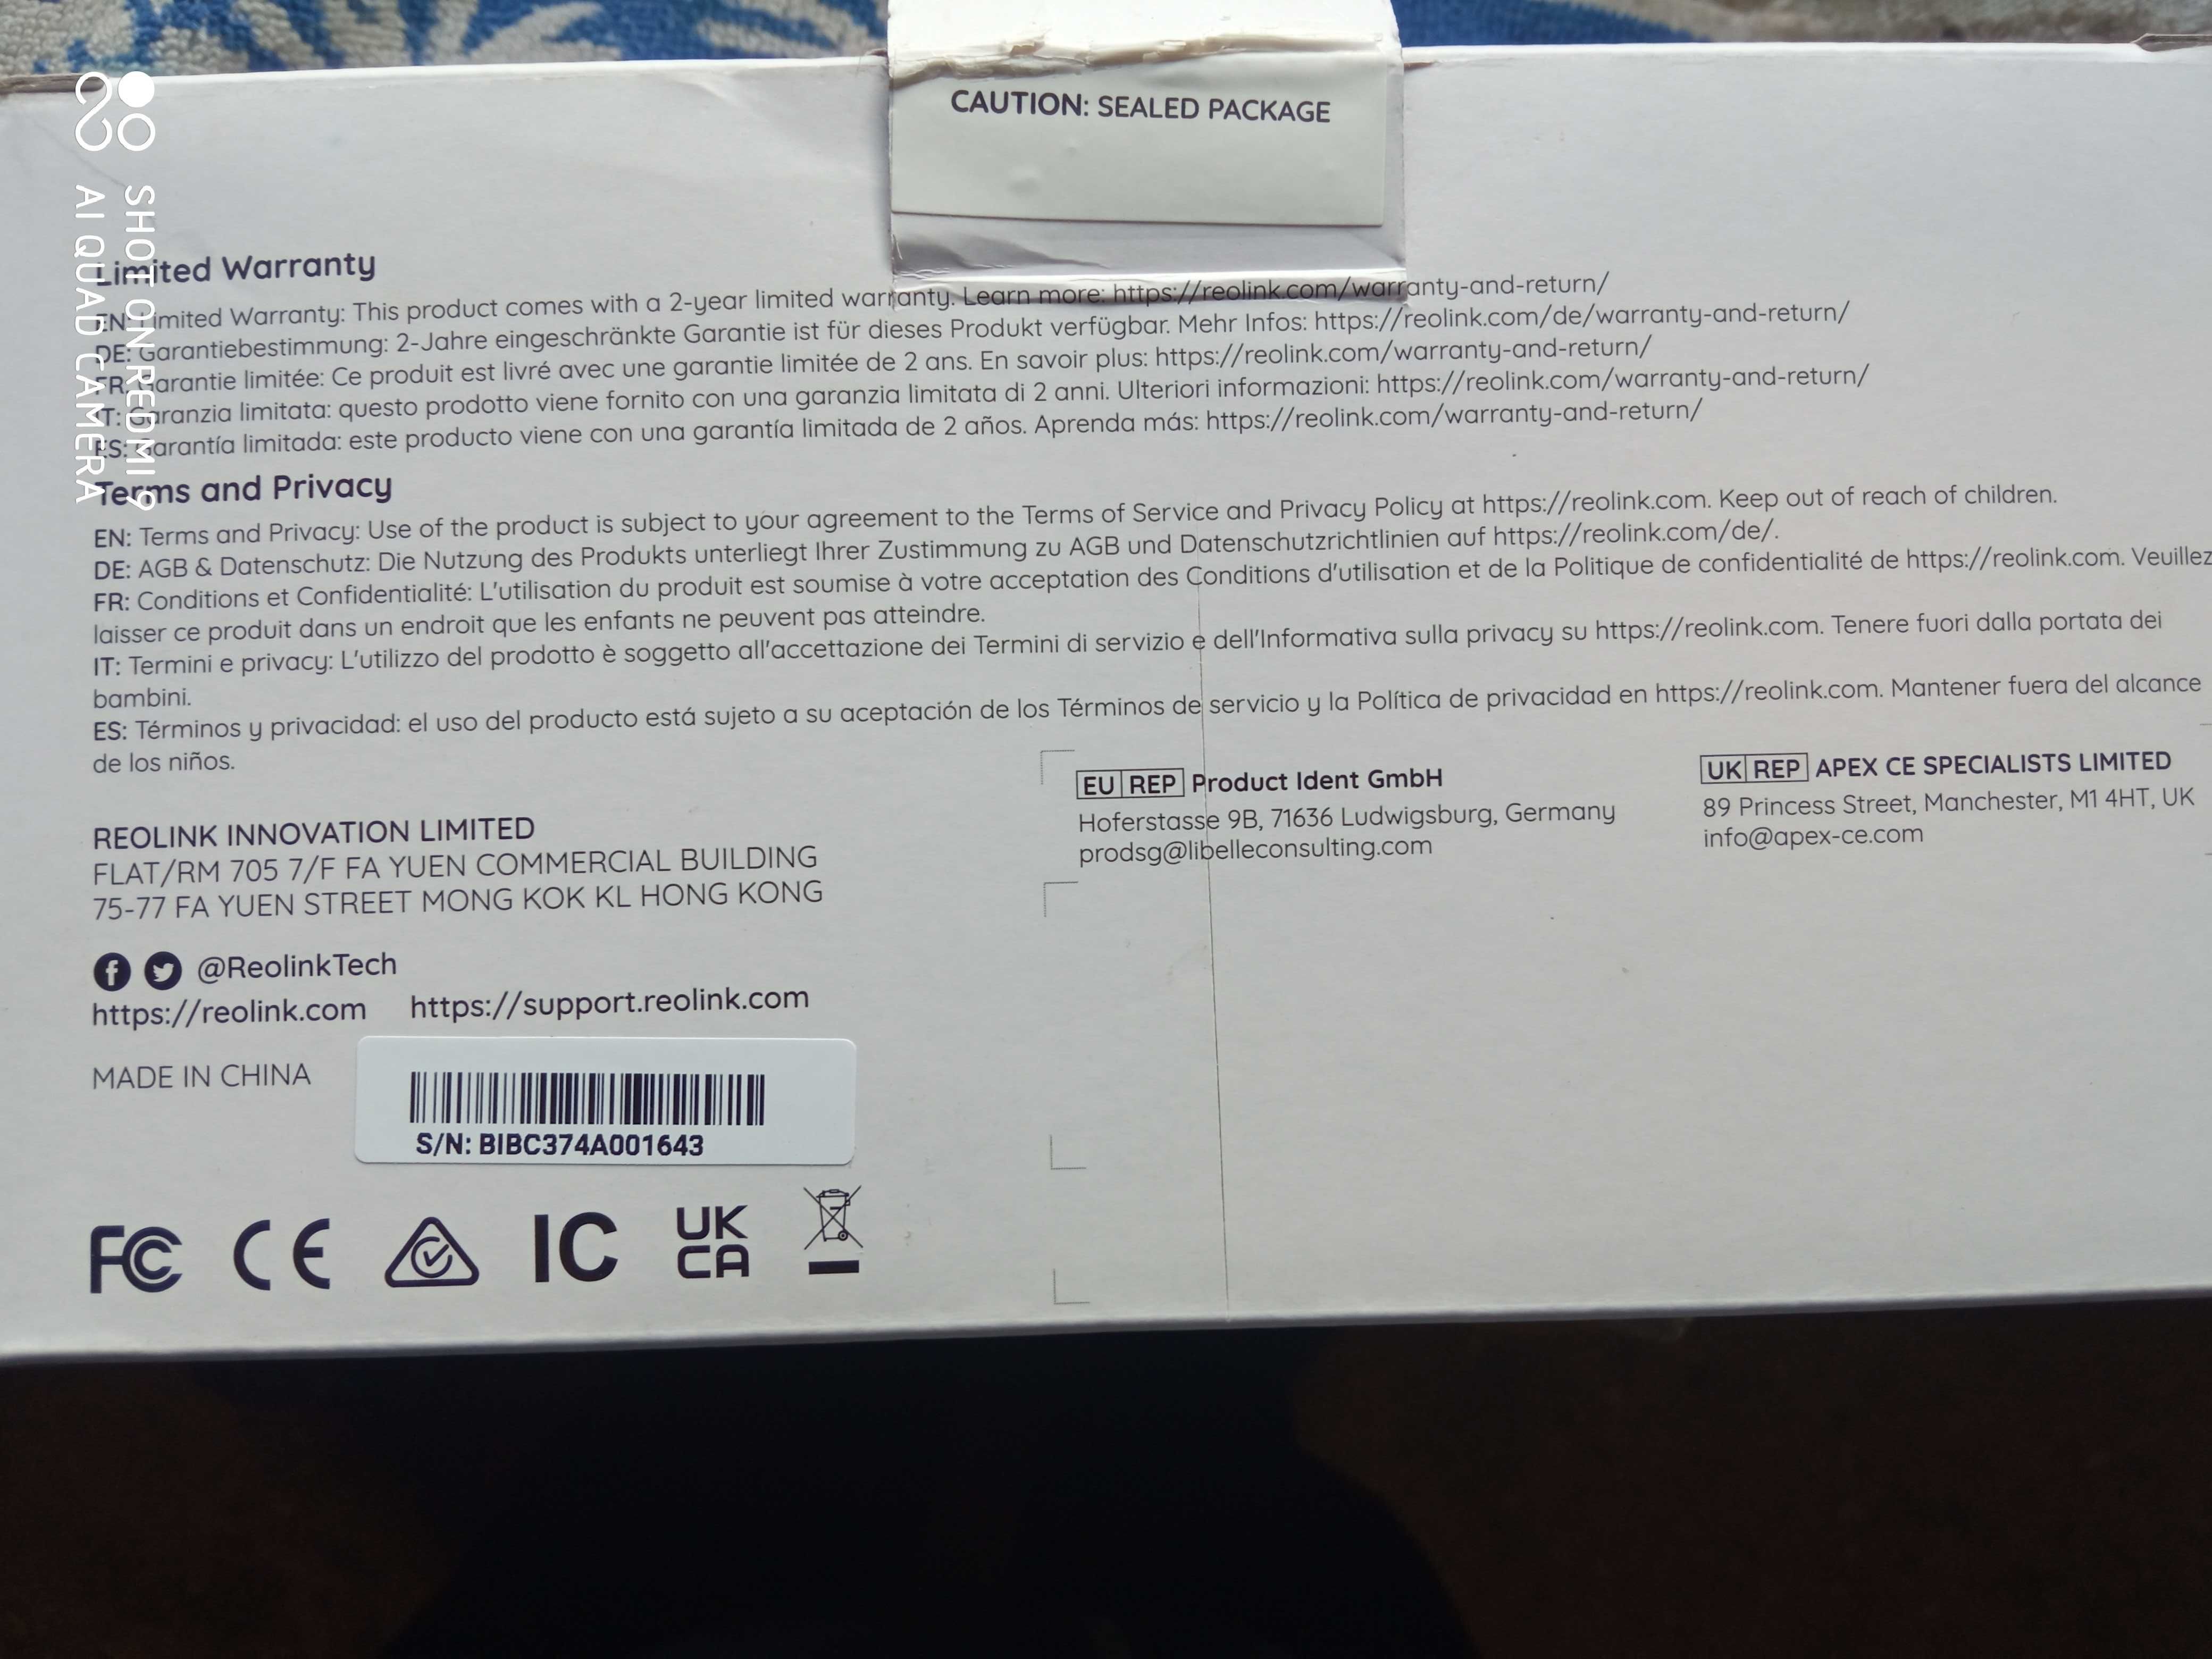 CAUTION: SEALED PACKAGE
Limited Warranty
EN: Limited Warranty: This product comes with a 2-year limited warranty. Learn more: https://reolink.com/warranty-and-return/
DE: Garantiebestimmung: 2-Jahre eingeschränkte Garantie ist für dieses Produkt verfügbar. Mehr Infos: https://reolink.com/de/warranty-and-return/
FR: Garantie limitée: Ce produit est livré avec une garantie limitée de 2 ans. En savoir plus: https://reolink.com/warranty-and-return/
IT: Garanzia limitata: questo prodotto viene fornito con una garanzia limitata di 2 anni. Ulteriori informazioni: https://reolink.com/warranty-and-return/
ES: Garantía limitada: este producto viene con una garantía limitada de 2 años. Aprenda más: https://reolink.com/warranty-and-return/
Terms and Privacy
EN: Terms and Privacy: Use of the product is subject to your agreement to the Terms of Service and Privacy Policy at https://reolink.com. Keep out of reach of children.
DE: AGB & Datenschutz: Die Nutzung des Produkts unterliegt Ihrer Zustimmung zu AGB und Datenschutzrichtlinien auf https://reolink.com/de/.
FR: Conditions et Confidentialité: L'utilisation du produit est soumise à votre acceptation des Conditions d'utilisation et de la Politique de confidentialité de https://reolink.com. Veuillez
laisser ce produit dans un endroit que les enfants ne peuvent pas atteindre.
IT: Termini e privacy: L'utilizzo del prodotto è soggetto all'accettazione dei Termini di servizio e dell'Informativa sulla privacy su https://reolink.com. Tenere fuori dalla portata dei
bambini.
ES: Términos y privacidad: el uso del producto está sujeto a su aceptación de los Términos de servicio y la Política de privacidad en https://reolink.com. Mantener fuera del alcance
de los niños.
REOLINK INNOVATION LIMITED
FLAT/RM 705 7/F FA YUEN COMMERCIAL BUILDING
75-77 FA YUEN STREET MONG KOK KL HONG KONG
EU REP Product Ident GmbH
Hoferstasse 9B, 71636 Ludwigsburg, Germany
prodsg@libelleconsulting.com
UK REP APEX CE SPECIALISTS LIMITED
89 Princess Street, Manchester, M1 4HT, UK
info@apex-ce.com
@ReolinkTech
https://reolink.com https://support.reolink.com
MADE IN CHINA
S/N: BIBC374A001643
FC CE IC UK CA
SHOT ON REDMI 9
AI QUAD CAMERA